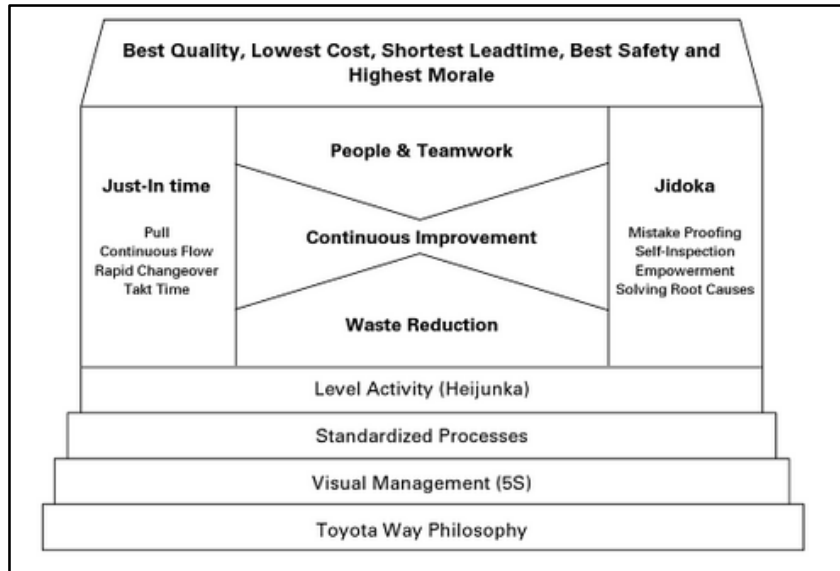 Best Quality, Lowest Cost, Shortest Leadtime, Best Safety and
Highest Morale
Just-In time
Pull
Continuous Flow
Rapid Changeover
Takt Time
People & Teamwork
Continuous Improvement
Waste Reduction
Jidoka
Mistake Proofing
Self-Inspection
Empowerment
Solving Root Causes
Level Activity (Heijunka)
Standardized Processes
Visual Management (5S)
Toyota Way Philosophy